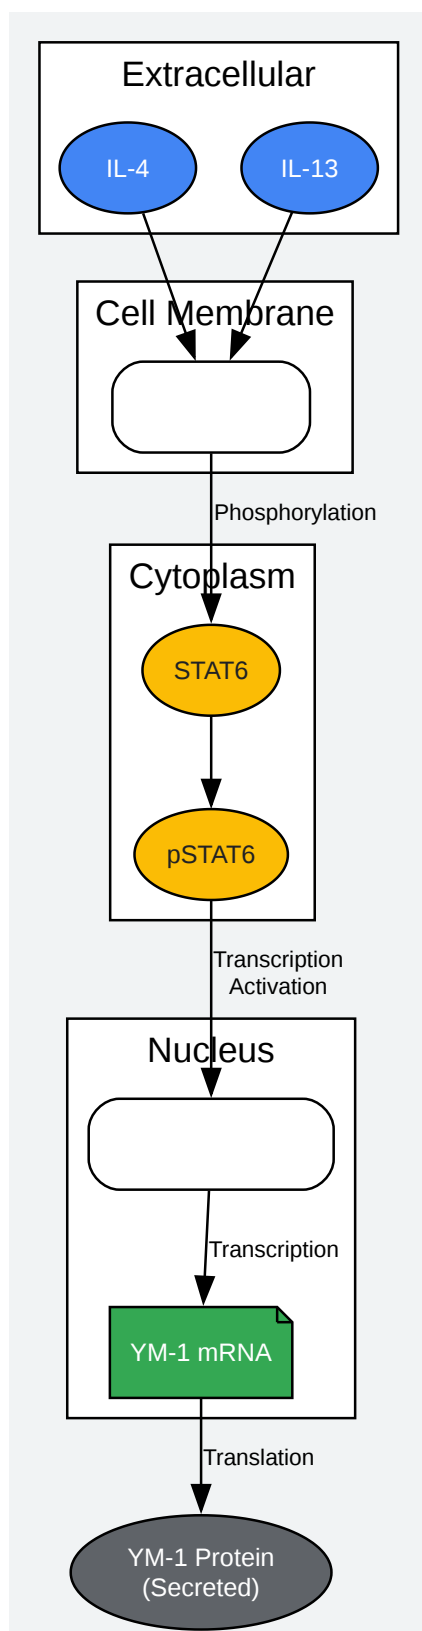 Extracellular
IL-4
IL-13
Cell Membrane
Phosphorylation
Cytoplasm
STAT6
pSTAT6
Transcription
Activation
Nucleus
Transcription
YM-1 mRNA
Translation
YM-1 Protein
(Secreted)